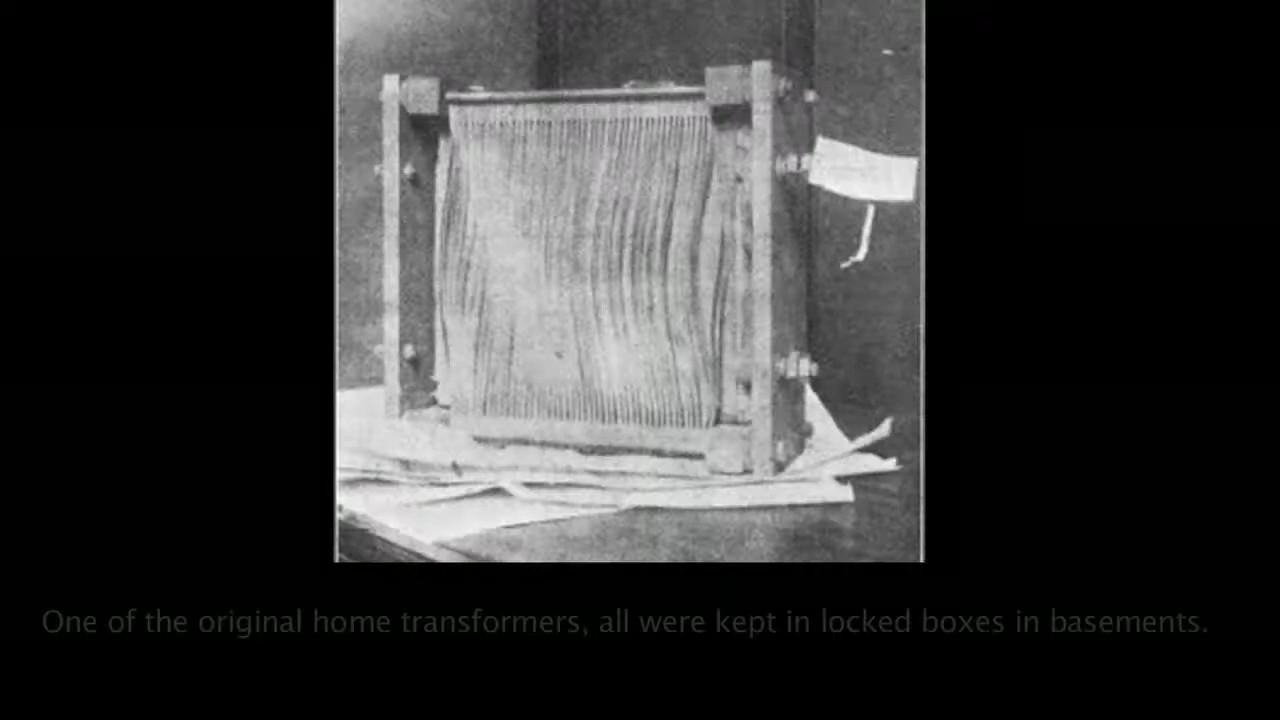 One of the original home transformers, all were kept in locked boxes in basements.